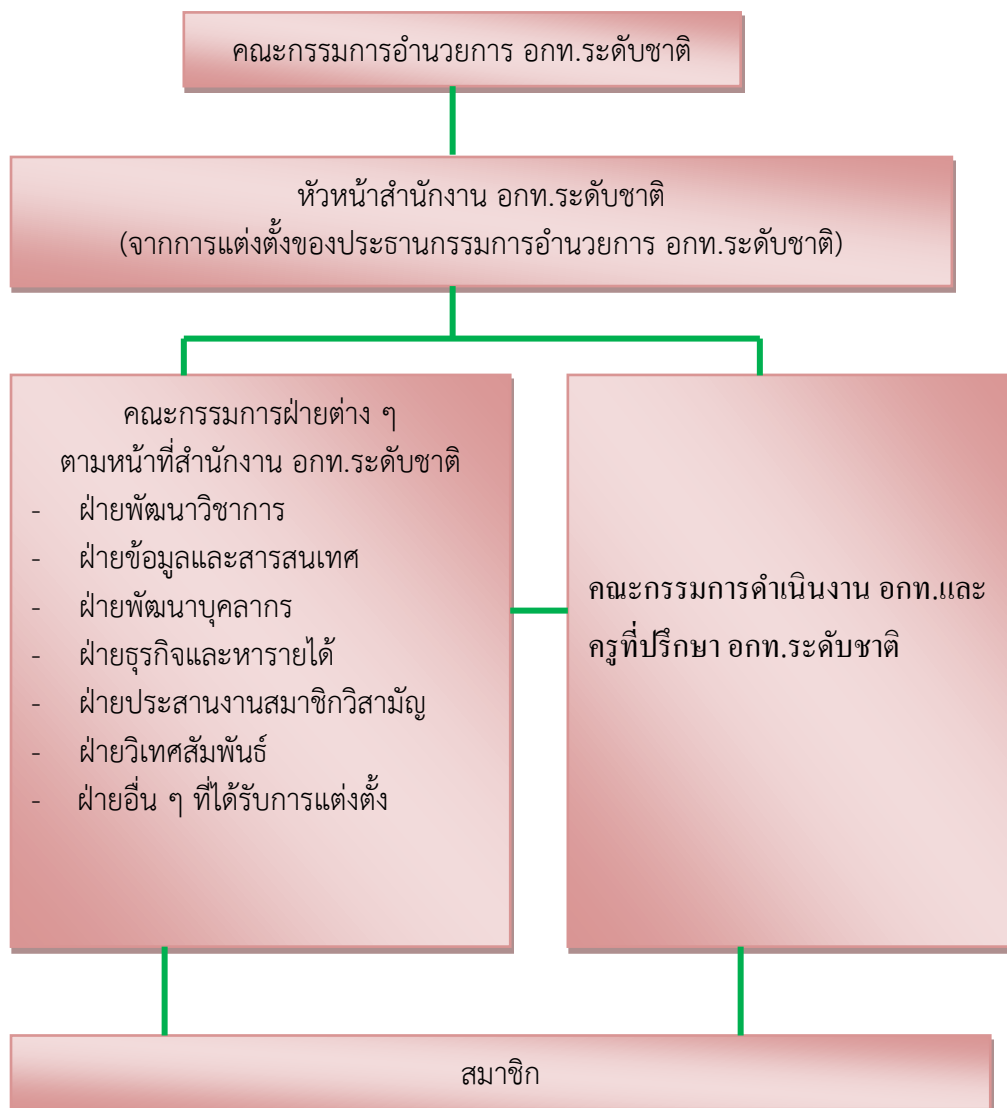 คณะกรรมการอำนวยการ อกท.ระดับชาติ
หัวหน้าสำนักงาน อกท.ระดับชาติ
(จากการแต่งตั้งของประธานกรรมการอำนวยการ อกท.ระดับชาติ)
คณะกรรมการฝ่ายต่าง ๆ
ตามหน้าที่สำนักงาน อกท.ระดับชาติ
- ฝ่ายพัฒนาวิชาการ
- ฝ่ายข้อมูลและสารสนเทศ
- ฝ่ายพัฒนาบุคลากร
- ฝ่ายธุรกิจและหารายได้
- ฝ่ายประสานงานสมาชิกวิสามัญ
- ฝ่ายวิเทศสัมพันธ์
- ฝ่ายอื่น ๆ ที่ได้รับการแต่งตั้ง
คณะกรรมการดำเนินงาน อกท.และ
ครูที่ปรึกษา อกท.ระดับชาติ
สมาชิก